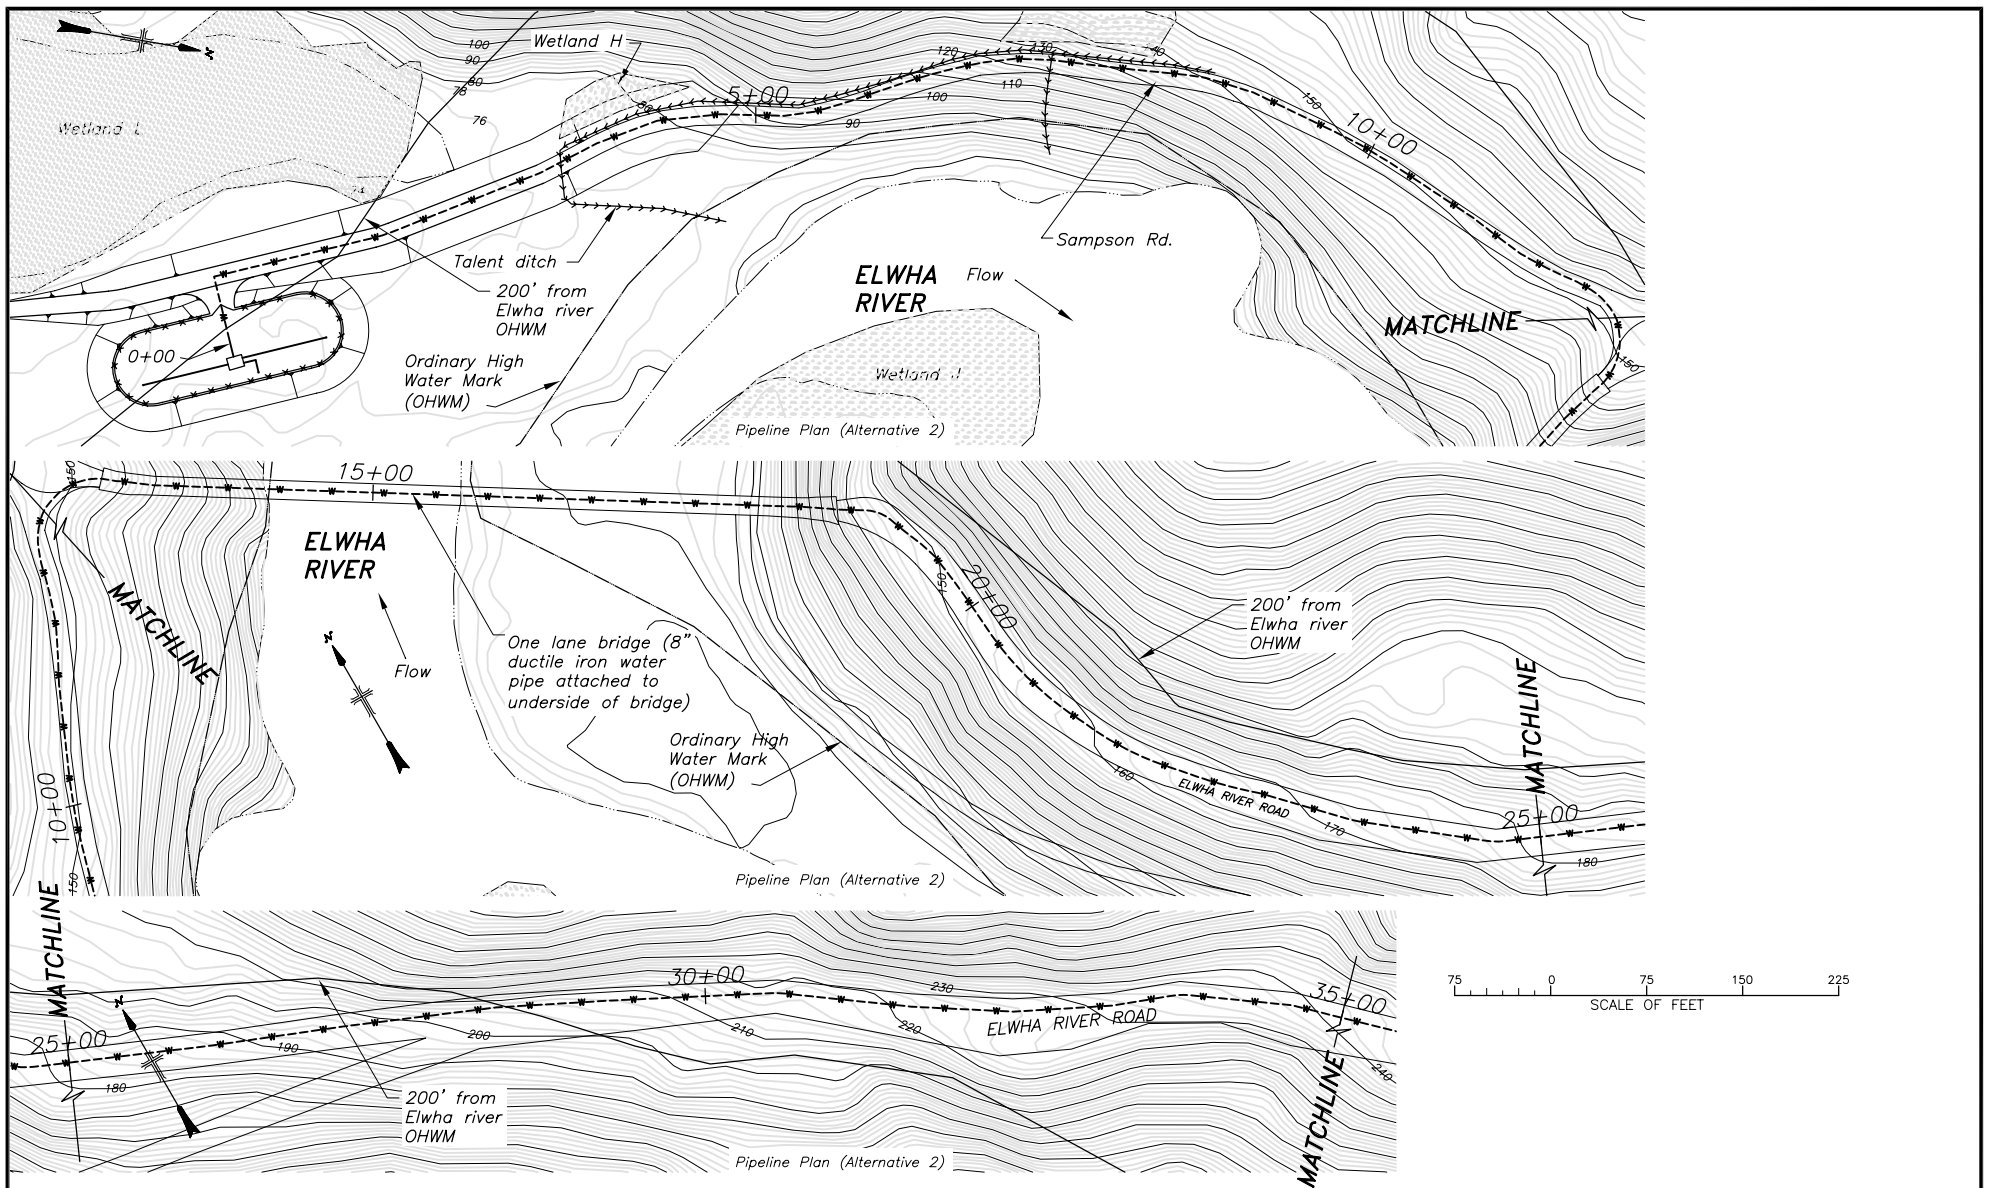 N
Wetland H
100
90
80
78
76
80
5+00
120
130
140
110
100
90
150
10+00
Wetland L
74
Sampson Rd.
Talent ditch
200' from
Elwha river
OHWM
ELWHA
RIVER
Flow
MATCHLINE
0+00
Ordinary High
Water Mark
(OHWM)
Wetland J
150
Pipeline Plan (Alternative 2)
150
15+00
ELWHA
RIVER
150
20+00
MATCHLINE
200' from
Elwha river
OHWM
N
Flow
One lane bridge (8"
ductile iron water
pipe attached to
underside of bridge)
MATCHLINE
Ordinary High
Water Mark
(OHWM)
160
ELWHA RIVER ROAD
170
25+00
180
10+00
150
Pipeline Plan (Alternative 2)
MATCHLINE
N
25+00
180
190
200
30+00
210
220
230
ELWHA RIVER ROAD
35+00
240
200' from
Elwha river
OHWM
MATCHLINE
Pipeline Plan (Alternative 2)
75 0 75 150 225
SCALE OF FEET